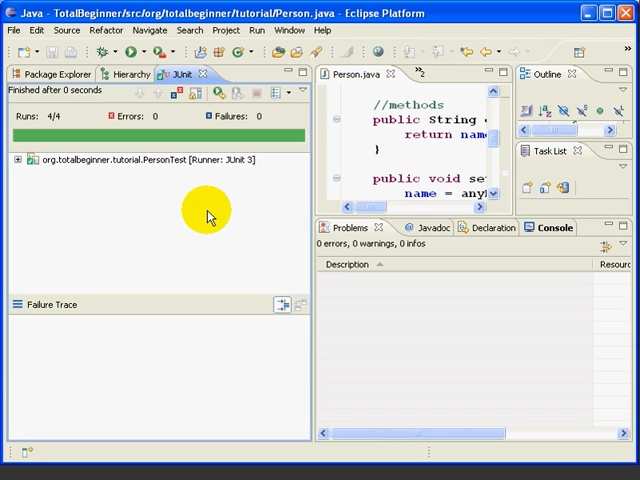 Java - TotalBeginner/src/org/totalbeginner/tutorial/Person.java - Eclipse Platform
File Edit Source Refactor Navigate Search Project Run Window Help
Package Explorer Hierarchy JUnit
Finished after 0 seconds
Runs: 4/4 Errors: 0 Failures: 0
org.totalbeginner.tutorial.PersonTest [Runner: JUnit 3]
Failure Trace
Person.java 2
//methods
public String
return name
}
public void se
name = any
Outline
Task List
Problems Javadoc Declaration Console
0 errors, 0 warnings, 0 infos
Description Resourc